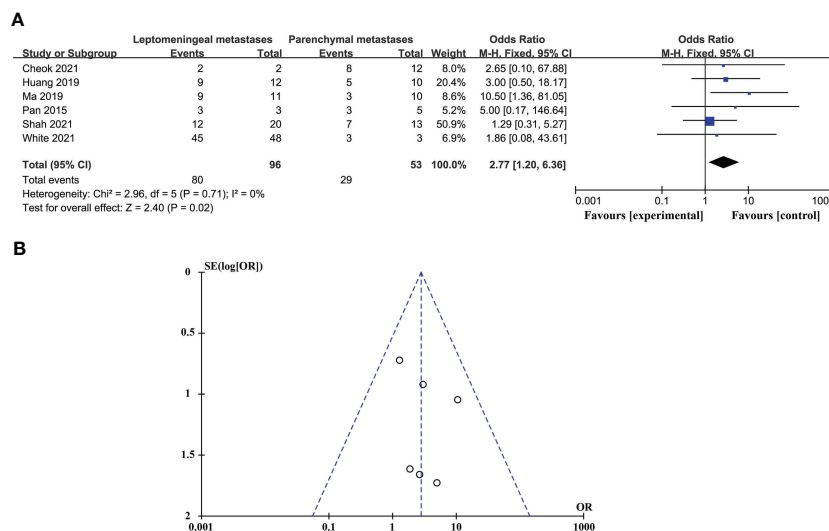 A
Leptomeningeal metastases Parenchymal metastases Odds Ratio Odds Ratio
Study or Subgroup Events Total Events Total Weight M-H, Fixed, 95% CI M-H, Fixed, 95% CI
Cheok 2021 2 2 8 12 8.0% 2.65 [0.10, 67.88]
Huang 2019 9 12 5 10 20.4% 3.00 [0.50, 18.17]
Ma 2019 9 11 3 10 8.6% 10.50 [1.36, 81.05]
Pan 2015 3 3 3 5 5.2% 5.00 [0.17, 146.64]
Shah 2021 12 20 7 13 50.9% 1.29 [0.31, 5.27]
White 2021 45 48 3 3 6.9% 1.86 [0.08, 43.61]
Total (95% CI) 96 53 100.0% 2.77 [1.20, 6.36]
Total events 80 29
Heterogeneity: Chi² = 2.96, df = 5 (P = 0.71); I² = 0%
Test for overall effect: Z = 2.40 (P = 0.02)
0.001 0.1 1 10 1000
Favours [experimental] Favours [control]
B
SE(log[OR])
0
0.5
1
1.5
2
OR
0.001 0.1 1 10 1000